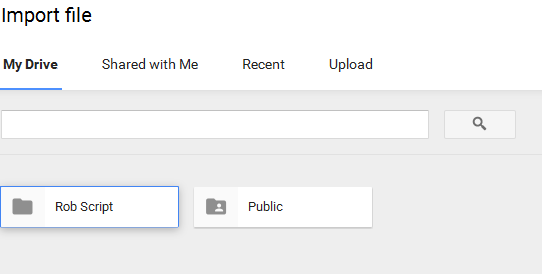 Import file
My Drive Shared with Me Recent Upload
Rob Script Public